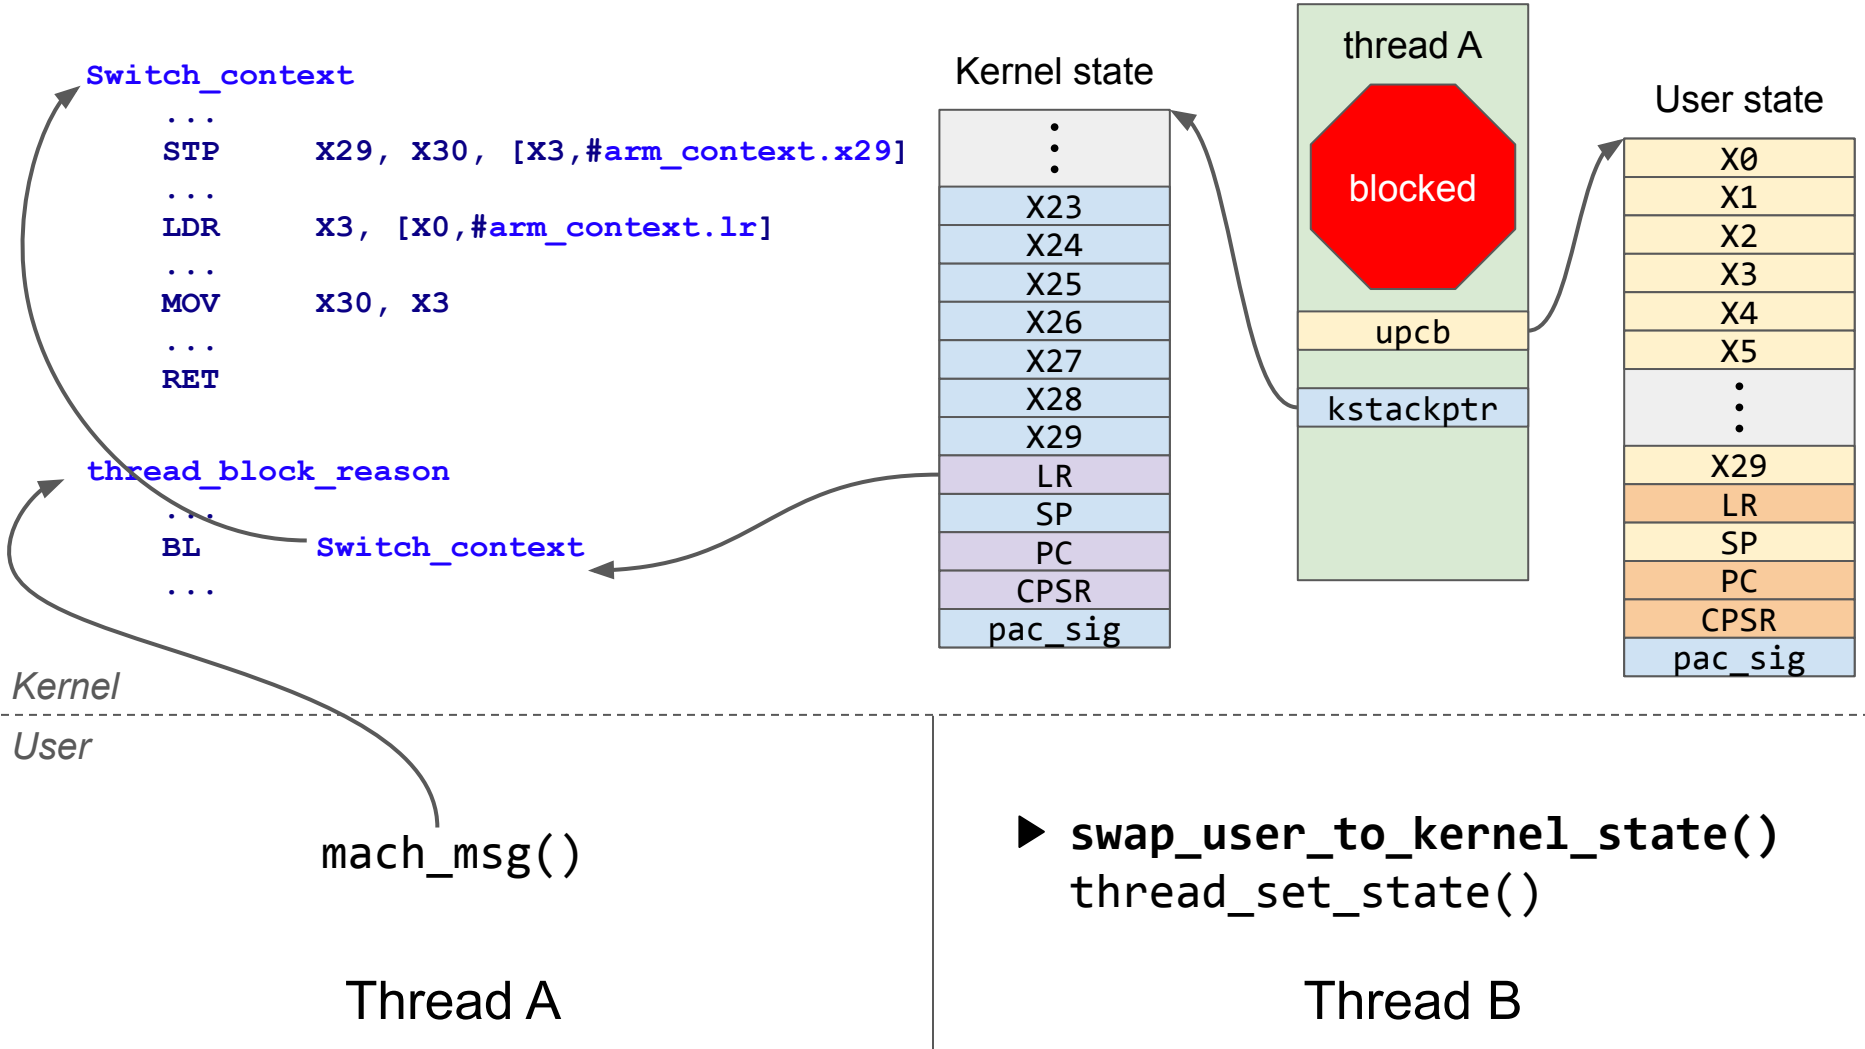 Switch_context
...
STP X29, X30, [X3,#arm_context.x29]
...
LDR X3, [X0,#arm_context.lr]
...
MOV X30, X3
...
RET
thread_block_reason
...
BL Switch_context
...
Kernel state
X23
X24
X25
X26
X27
X28
X29
LR
SP
PC
CPSR
pac_sig
thread A
blocked
upcb
kstackptr
User state
X0
X1
X2
X3
X4
X5
X29
LR
SP
PC
CPSR
pac_sig
Kernel
User
mach_msg()
Thread A
swap_user_to_kernel_state()
thread_set_state()
Thread B